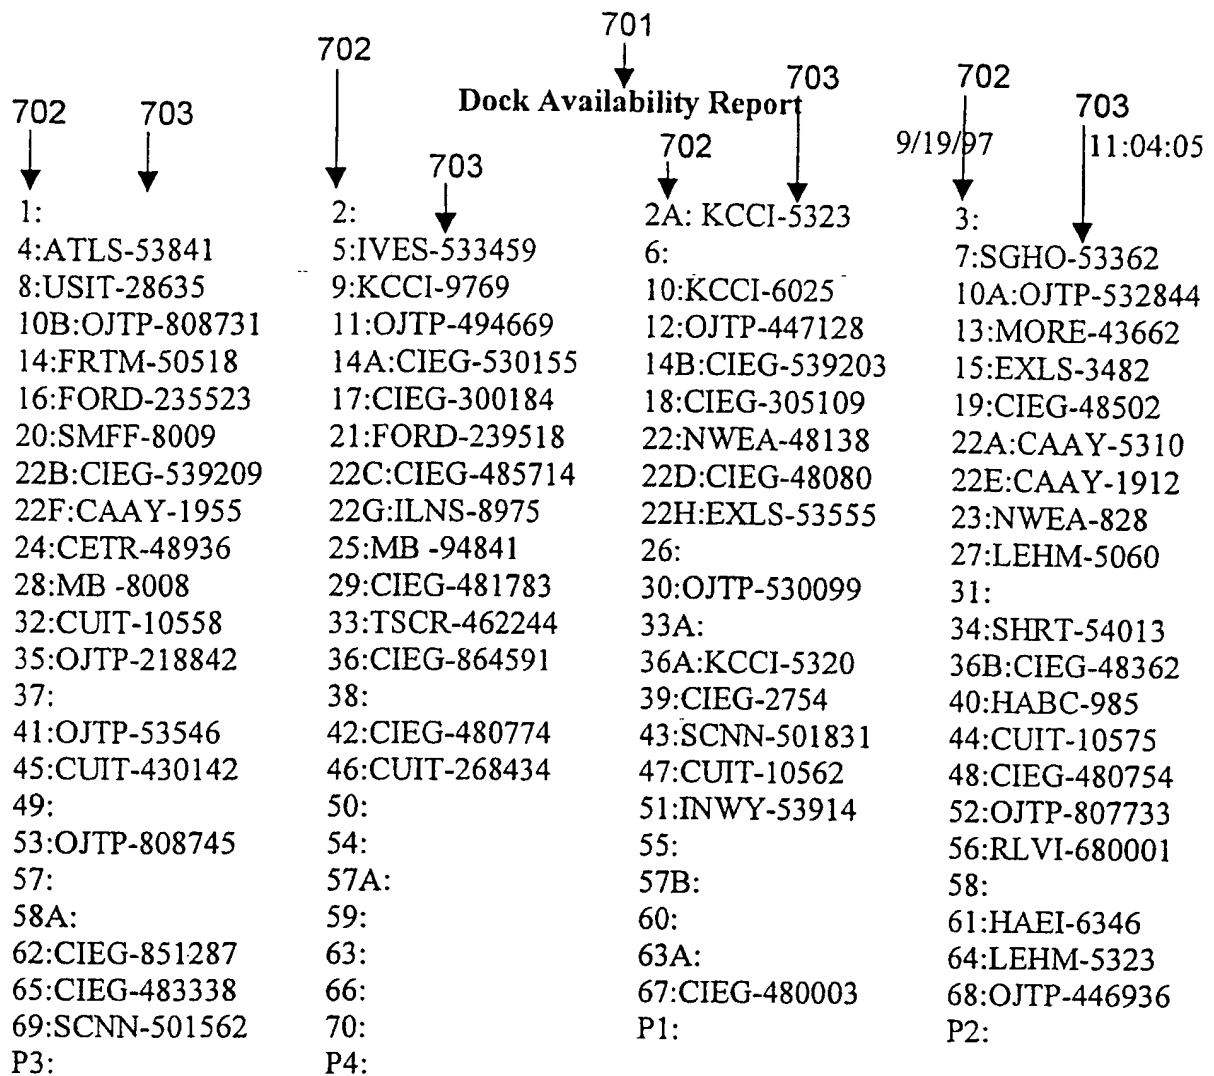 701
702
Dock Availability Report
703
702
702
703
703
9/19/97 11:04:05
702
703
1: 2: 2A: KCCI-5323 3:
4:ATLS-53841 5:IVES-533459 6: 7:SGHO-53362
8:USIT-28635 9:KCCI-9769 10:KCCI-6025 10A:OJTP-532844
10B:OJTP-808731 11:OJTP-494669 12:OJTP-447128 13:MORE-43662
14:FRTM-50518 14A:CIEG-530155 14B:CIEG-539203 15:EXLS-3482
16:FORD-235523 17:CIEG-300184 18:CIEG-305109 19:CIEG-48502
20:SMFF-8009 21:FORD-239518 22:NWEA-48138 22A:CAAY-5310
22B:CIEG-539209 22C:CIEG-485714 22D:CIEG-48080 22E:CAAY-1912
22F:CAAY-1955 22G:ILNS-8975 22H:EXLS-53555 23:NWEA-828
24:CETR-48936 25:MB -94841 26: 27:LEHM-5060
28:MB -8008 29:CIEG-481783 30:OJTP-530099 31:
32:CUIT-10558 33:TSCR-462244 33A: 34:SHRT-54013
35:OJTP-218842 36:CIEG-864591 36A:KCCI-5320 36B:CIEG-48362
37: 38: 39:CIEG-2754 40:HABC-985
41:OJTP-53546 42:CIEG-480774 43:SCNN-501831 44:CUIT-10575
45:CUIT-430142 46:CUIT-268434 47:CUIT-10562 48:CIEG-480754
49: 50: 51:INWY-53914 52:OJTP-807733
53:OJTP-808745 54: 55: 56:RLVI-680001
57: 57A: 57B: 58:
58A: 59: 60: 61:HAEI-6346
62:CIEG-851287 63: 63A: 64:LEHM-5323
65:CIEG-483338 66: 67:CIEG-480003 68:OJTP-446936
69:SCNN-501562 70: P1: P2:
P3: P4: